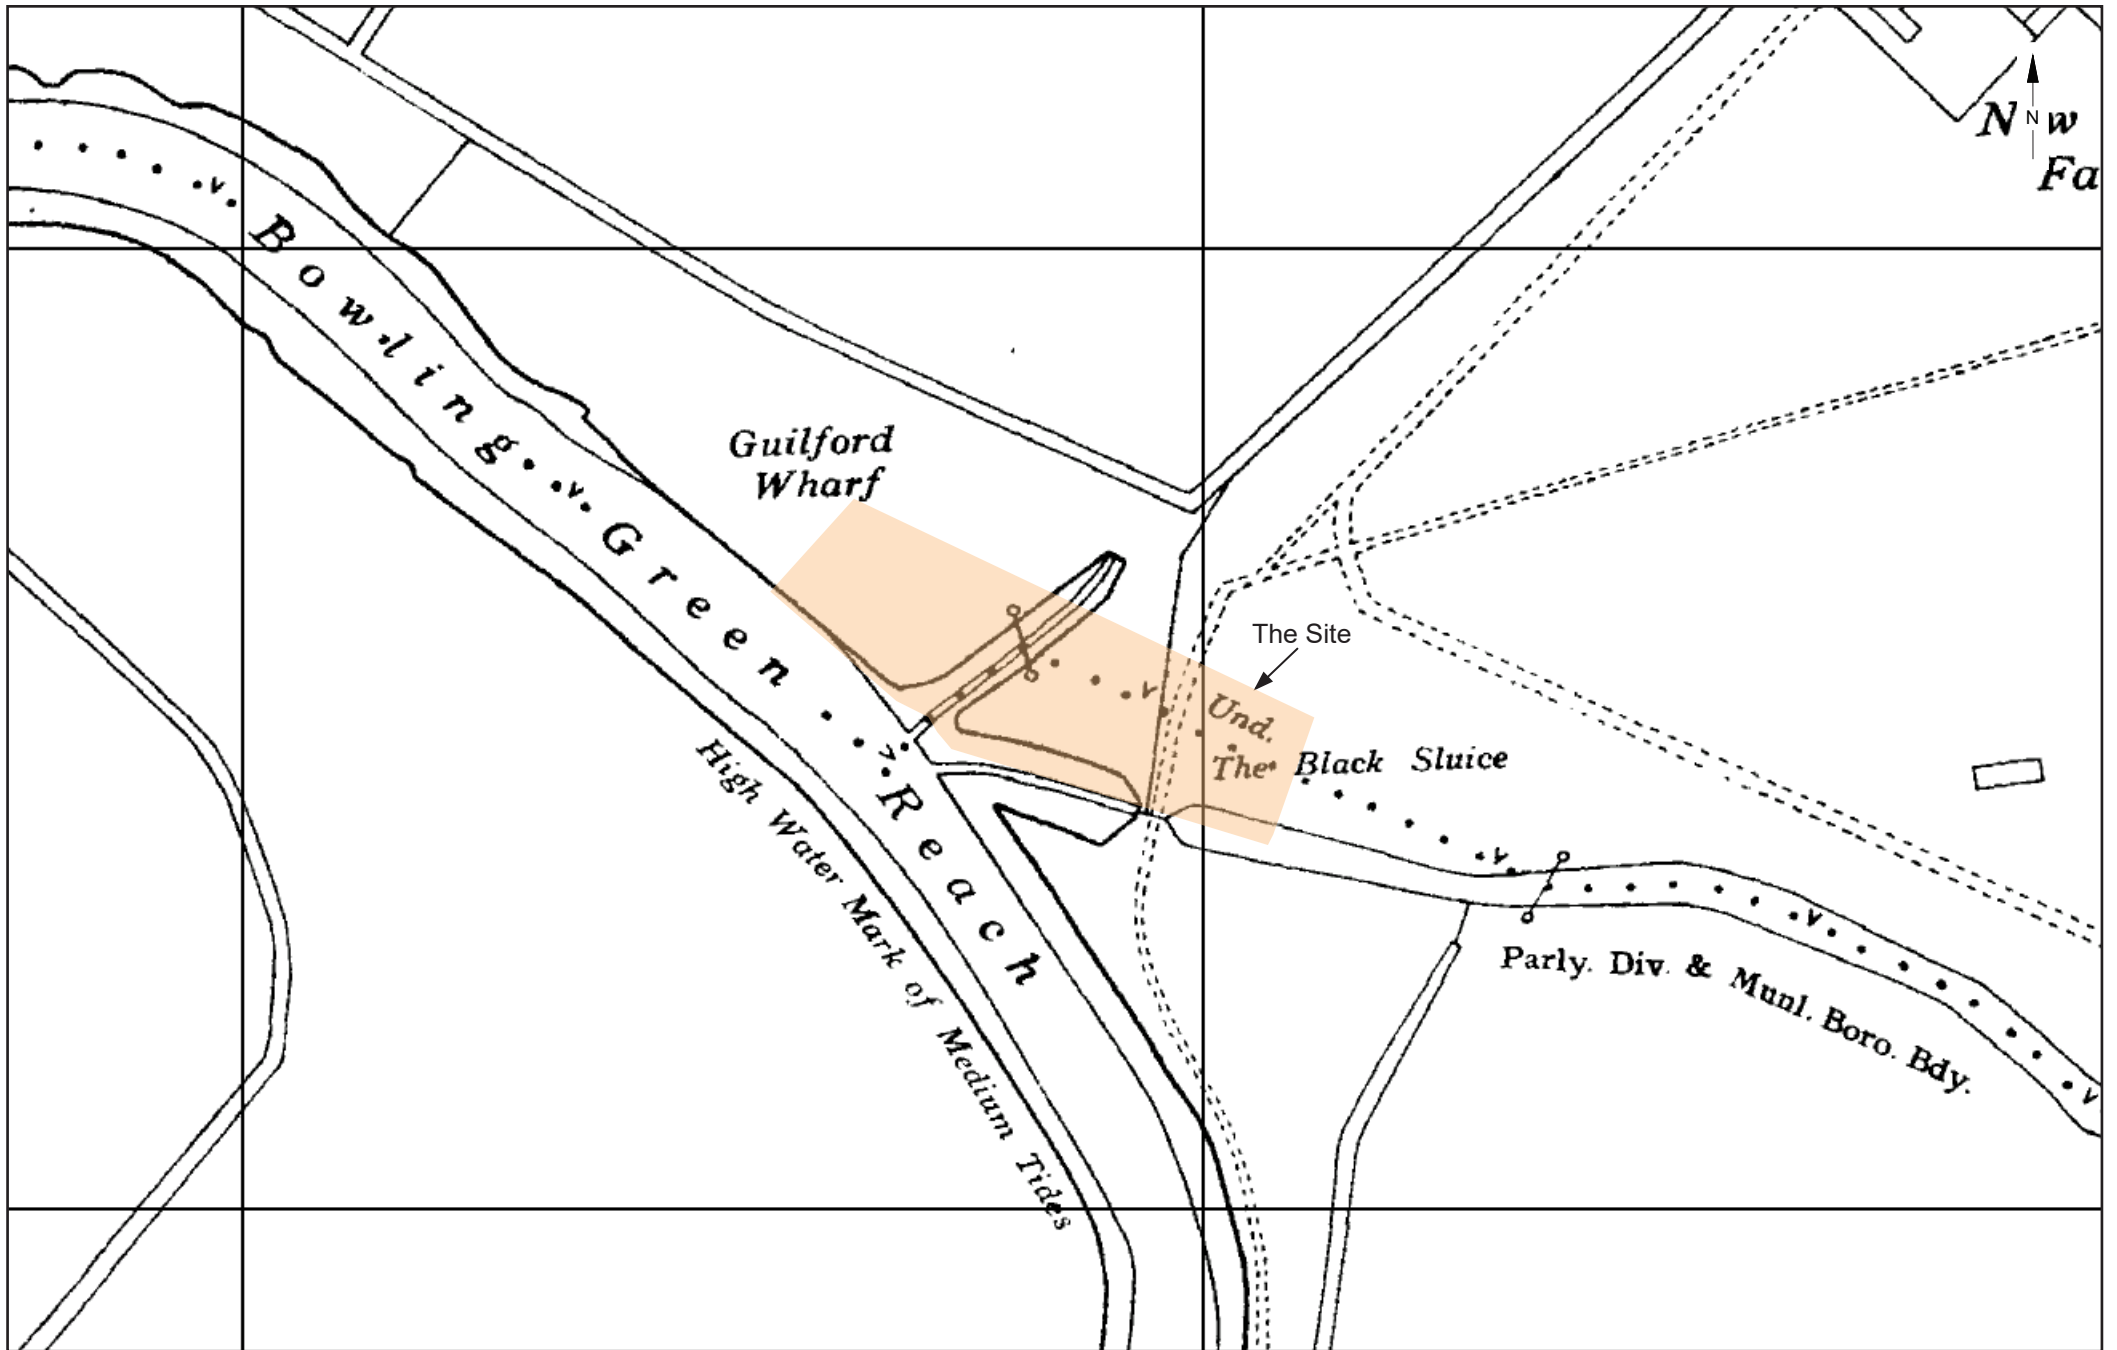 N
N w
Fa
Bowling Green Reach
Guilford
Wharf
The Site
Und.
The Black Sluice
High Water Mark of Medium Tides
Parly. Div. & Munl. Boro. Bdy.